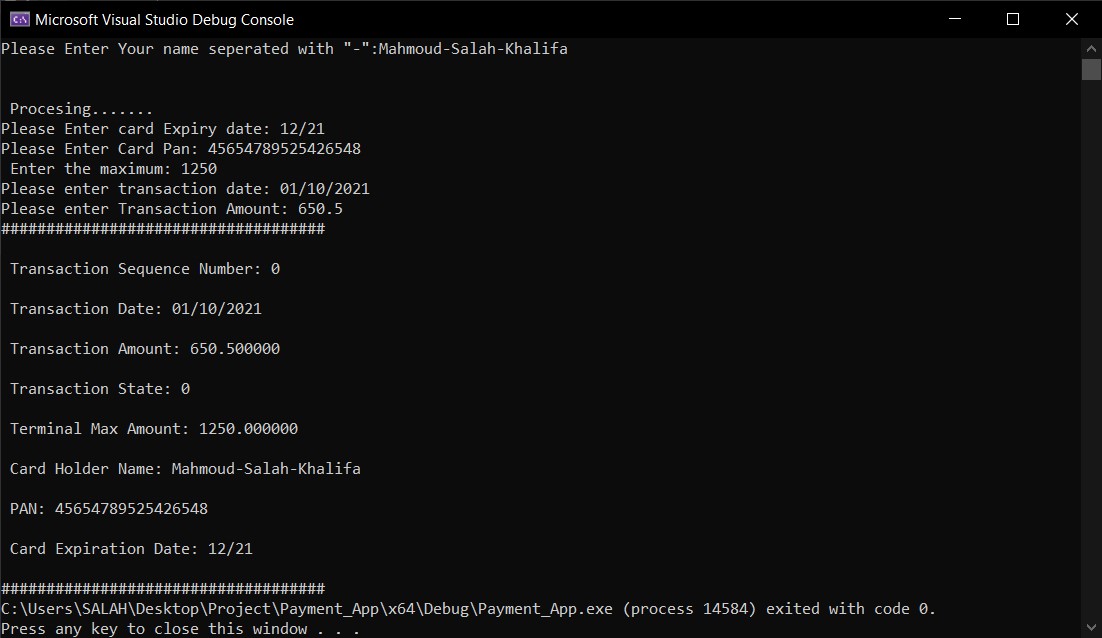 Microsoft Visual Studio Debug Console
Please Enter Your name seperated with "-":Mahmoud-Salah-Khalifa
Procesing.......
Please Enter card Expiry date: 12/21
Please Enter Card Pan: 45654789525426548
Enter the maximum: 1250
Please enter transaction date: 01/10/2021
Please enter Transaction Amount: 650.5
####################################
Transaction Sequence Number: 0
Transaction Date: 01/10/2021
Transaction Amount: 650.500000
Transaction State: 0
Terminal Max Amount: 1250.000000
Card Holder Name: Mahmoud-Salah-Khalifa
PAN: 45654789525426548
Card Expiration Date: 12/21
####################################
C:\Users\SALAH\Desktop\Project\Payment_App\x64\Debug\Payment_App.exe (process 14584) exited with code 0.
Press any key to close this window . . .